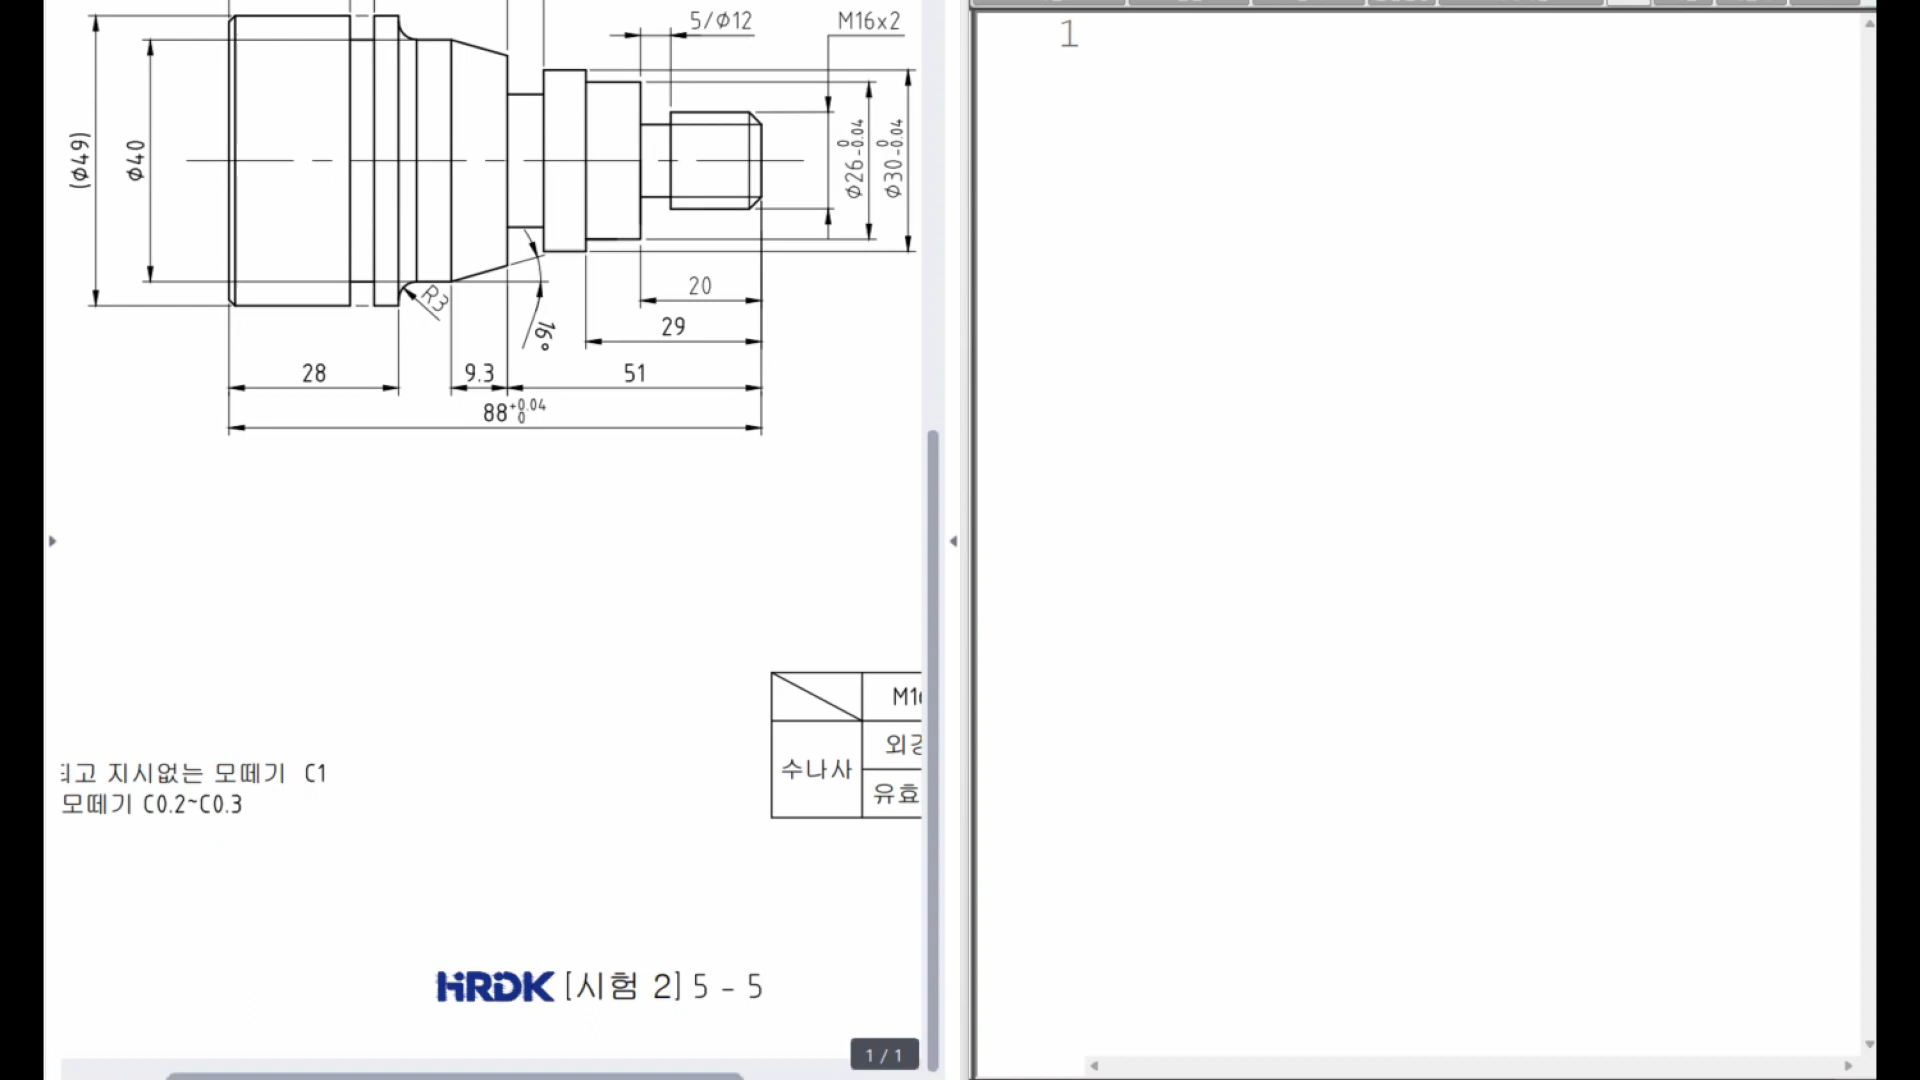 5/Φ12
M16x2
(Φ49)
Φ40
Φ26 0 -0.04
Φ30 0 -0.04
R3
16°
20
29
28
9.3
51
88 +0.04 0
수나사
유효
되고 지시없는 모떼기 C1
모떼기 C0.2~C0.3
HRDK [시험 2] 5 - 5
1 / 1
1